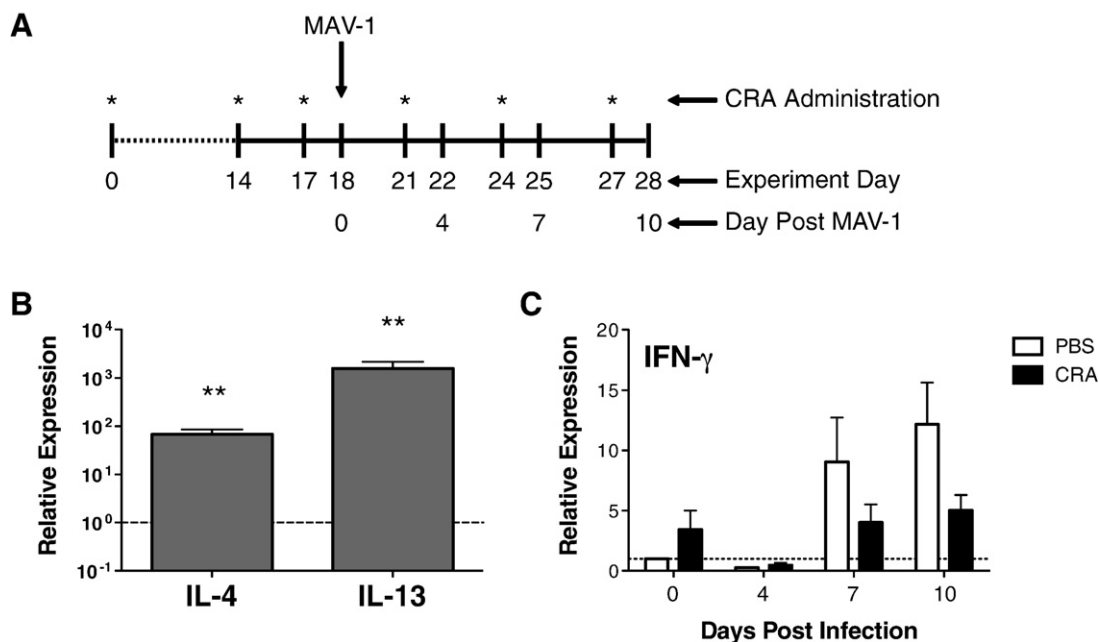 A
MAV-1
* * * * * *
CRA Administration
0 14 17 18 21 22 24 25 27 28 Experiment Day
0 4 7 10 Day Post MAV-1
B
Relative Expression
10⁴
10³
10²
10¹
10⁰
10⁻¹
** **
IL-4 IL-13
C
Relative Expression
20
15
10
5
0
IFN-γ
PBS
CRA
0 4 7 10
Days Post Infection